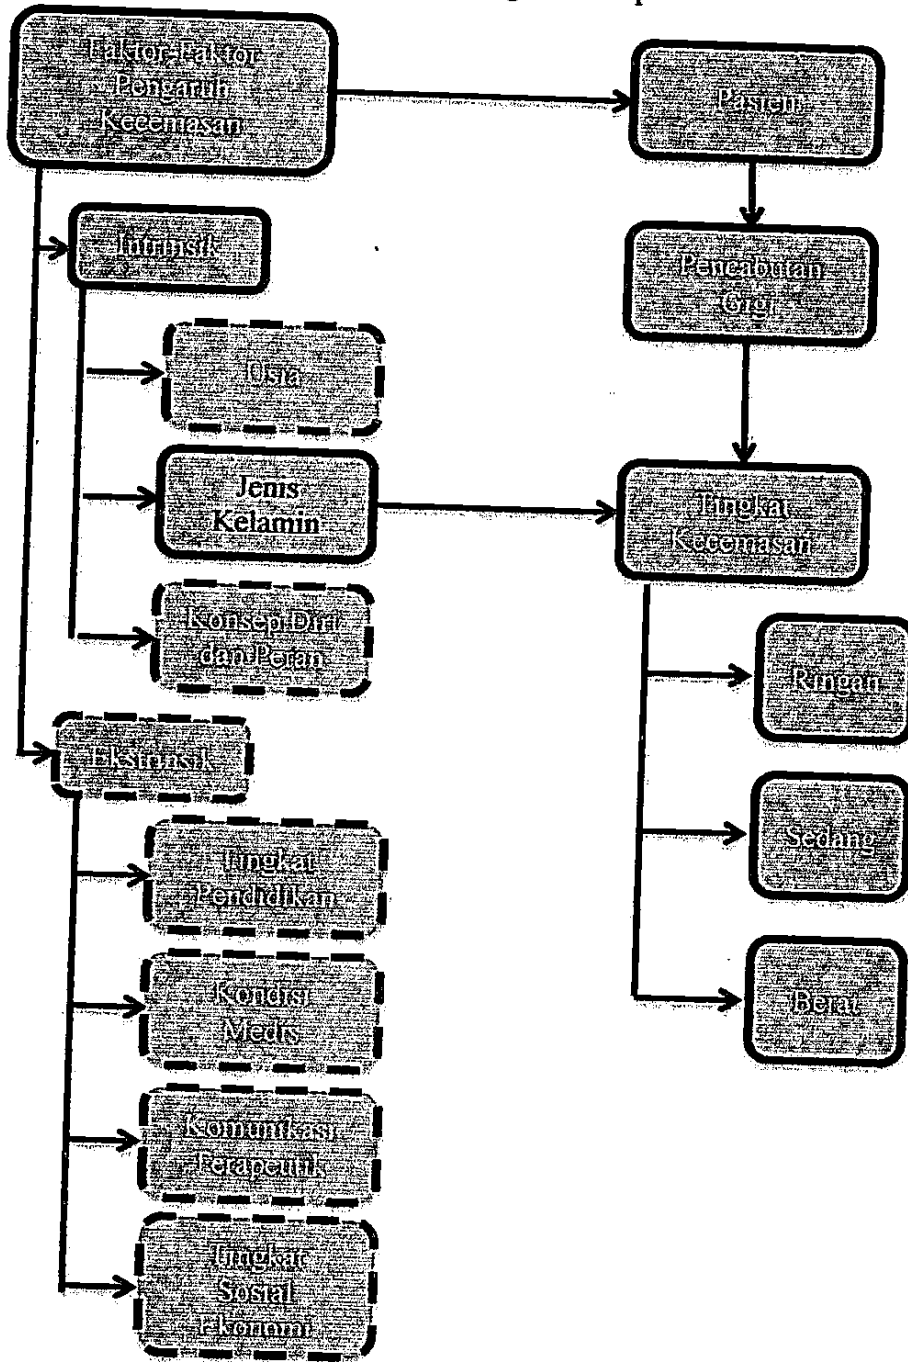 Faktor-Faktor
Pengaruh
Kecemasan
Pasien
Intrinsik
Pencabutan
Gigi
Usia
Jenis
Kelamin
Tingkat
Kecemasan
Konsep Diri
dan Peran
Ringan
Ekstrinsik
Sedang
Tingkat
Pendidikan
Kondisi
Medis
Berat
Komunikasi
Terapeutik
Tingkat
Sosial
Ekonomi